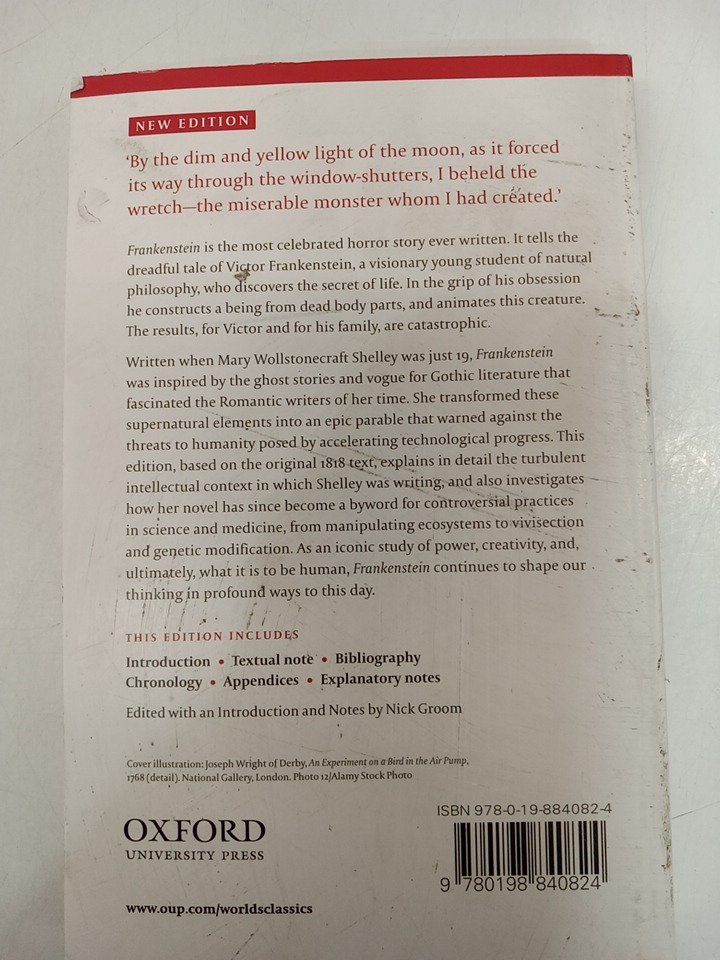 NEW EDITION
‘By the dim and yellow light of the moon, as it forced
its way through the window-shutters, I beheld the
wretch—the miserable monster whom I had created.’
Frankenstein is the most celebrated horror story ever written. It tells the
dreadful tale of Victor Frankenstein, a visionary young student of natural
philosophy, who discovers the secret of life. In the grip of his obsession
he constructs a being from dead body parts, and animates this creature.
The results, for Victor and for his family, are catastrophic.
Written when Mary Wollstonecraft Shelley was just 19, Frankenstein
was inspired by the ghost stories and vogue for Gothic literature that
fascinated the Romantic writers of her time. She transformed these
supernatural elements into an epic parable that warned against the
threats to humanity posed by accelerating technological progress. This
edition, based on the original 1818 text, explains in detail the turbulent
intellectual context in which Shelley was writing, and also investigates
how her novel has since become a byword for controversial practices
in science and medicine, from manipulating ecosystems to vivisection
and genetic modification. As an iconic study of power, creativity, and,
ultimately, what it is to be human, Frankenstein continues to shape our
thinking in profound ways to this day.
THIS EDITION INCLUDES
Introduction • Textual note • Bibliography
Chronology • Appendices • Explanatory notes
Edited with an Introduction and Notes by Nick Groom
Cover illustration: Joseph Wright of Derby, An Experiment on a Bird in the Air Pump,
1768 (detail). National Gallery, London. Photo 12/Alamy Stock Photo
ISBN 978-0-19-884082-4
OXFORD
UNIVERSITY PRESS
9 780198 840824
www.oup.com/worldsclassics